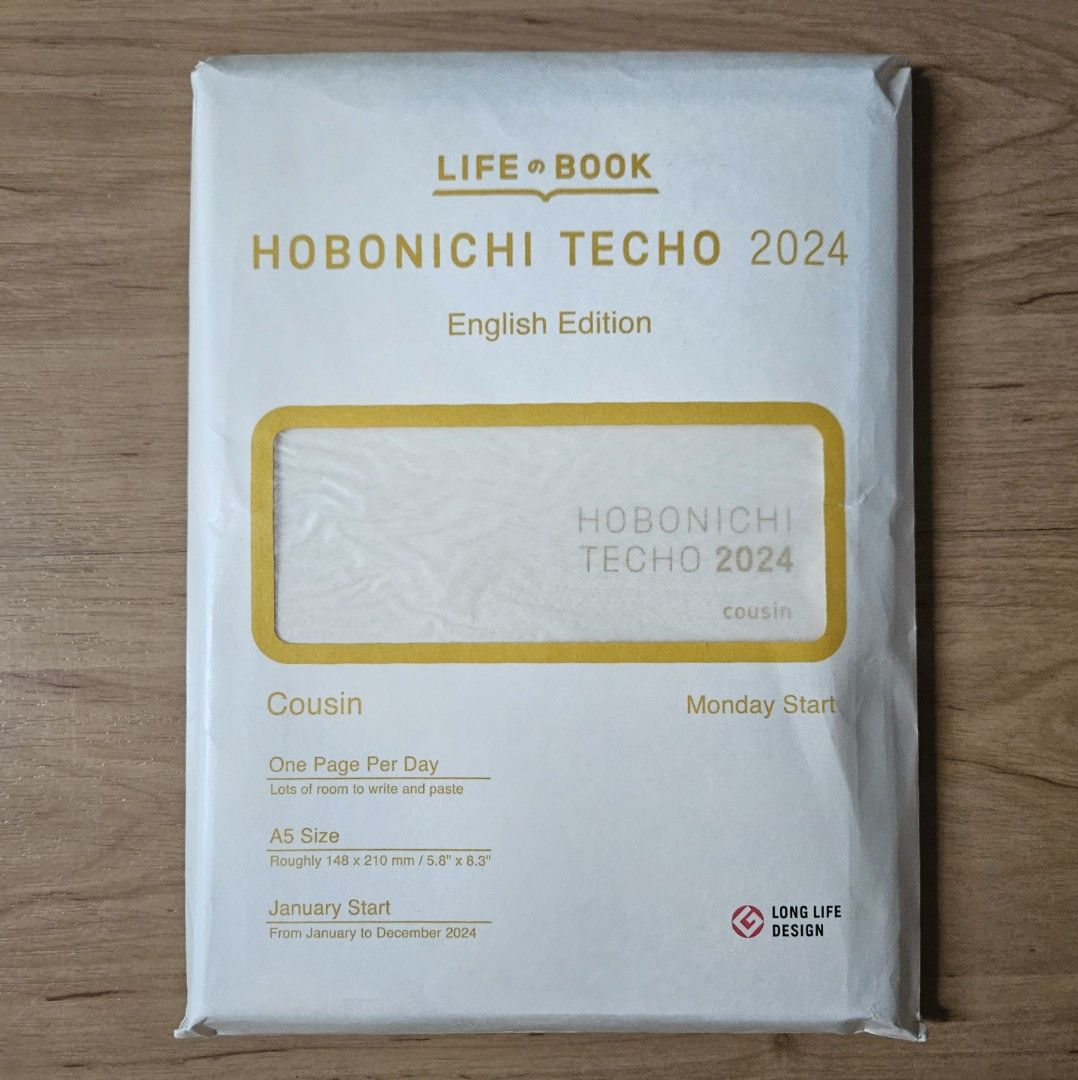 LIFE の BOOK
HOBONICHI TECHO 2024
English Edition
HOBONICHI
TECHO 2024
cousin
Cousin
Monday Start
One Page Per Day
Lots of room to write and paste
A5 Size
Roughly 148 x 210 mm / 5.8" x 8.3"
January Start
From January to December 2024
LONG LIFE
DESIGN